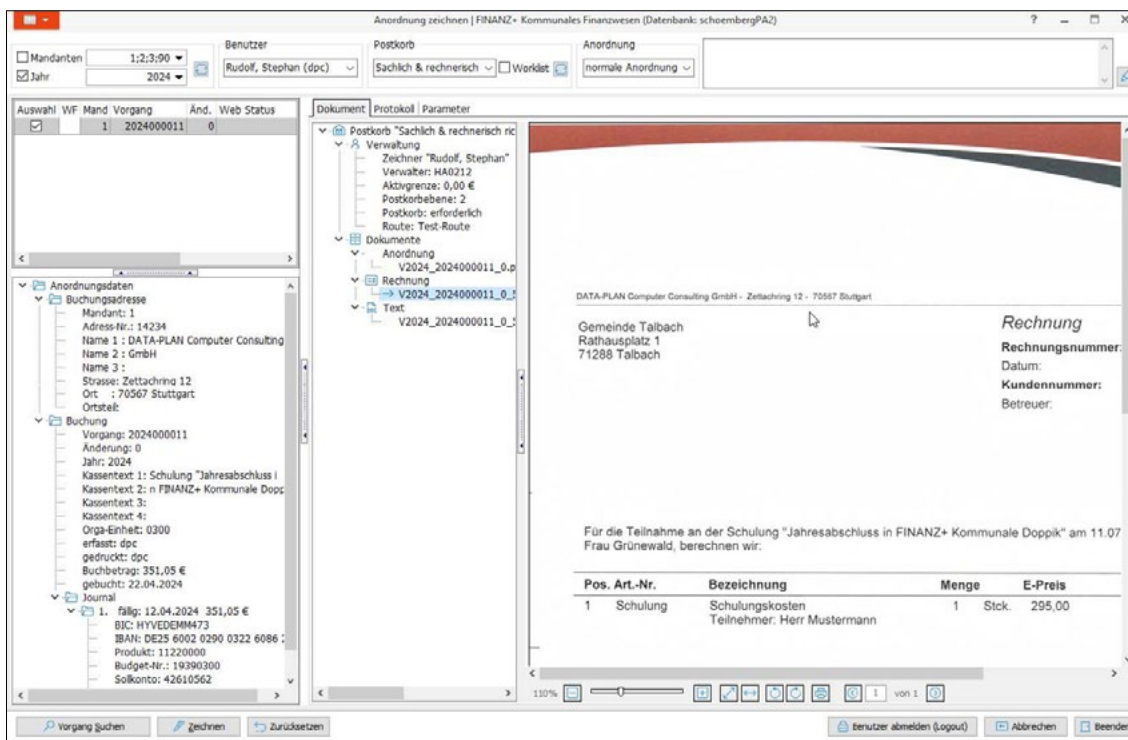 Anordnung zeichnen | FINANZ+ Kommunales Finanzwesen (Datenbank: schoembergPA2)
Mandanten 1;2;3;90
Jahr 2024
Benutzer
Rudolf, Stephan (dpc)
Postkorb
Sachlich & rechnerisch
Worklist
Anordnung
normale Anordnung
Auswahl WF Mand Vorgang Änd. Web Status
1 2024000011 0
Anordnungsdaten
Buchungsadresse
Mandant: 1
Adress-Nr.: 14234
Name 1 : DATA-PLAN Computer Consulting
Name 2 : GmbH
Name 3 :
Strasse: Zettachring 12
Ort : 70567 Stuttgart
Ortsteil:
Buchung
Vorgang: 2024000011
Änderung: 0
Jahr: 2024
Kassentext 1: Schulung "Jahresabschluss i
Kassentext 2: n FINANZ+ Kommunale Dopp
Kassentext 3:
Kassentext 4:
Orga-Einheit: 0300
erfasst: dpc
gedruckt: dpc
Buchbetrag: 351,05 €
gebucht: 22.04.2024
Journal
1. fällig: 12.04.2024 351,05 €
BIC: HYVEDEMM473
IBAN: DE25 6002 0290 0322 6086
Produkt: 11220000
Budget-Nr.: 19390300
Sollkonto: 42610562
Dokument Protokoll Parameter
Postkorb "Sachlich & rechnerisch ric
Verwaltung
Zeichner "Rudolf, Stephan"
Verwalter: HA0212
Aktivgrenze: 0,00 €
Postkorbebene: 2
Postkorb: erforderlich
Route: Test-Route
Dokumente
Anordnung
V2024_2024000011_0.p
Rechnung
V2024_2024000011_0_
Text
V2024_2024000011_0_
DATA-PLAN Computer Consulting GmbH - Zettachring 12 - 70567 Stuttgart
Gemeinde Talbach
Rathausplatz 1
71288 Talbach
Rechnung
Rechnungsnummer:
Datum:
Kundennummer:
Betreuer:
Für die Teilnahme an der Schulung "Jahresabschluss in FINANZ+ Kommunale Doppik" am 11.07
Frau Grünewald, berechnen wir:
Pos. Art.-Nr. Bezeichnung Menge E-Preis
1 Schulung Schulungskosten 1 Stck. 295,00
Teilnehmer: Herr Mustermann
110% 1 von 1
Vorgang Suchen Zeichnen Zurücksetzen Benutzer abmelden (Logout) Abbrechen Beenden